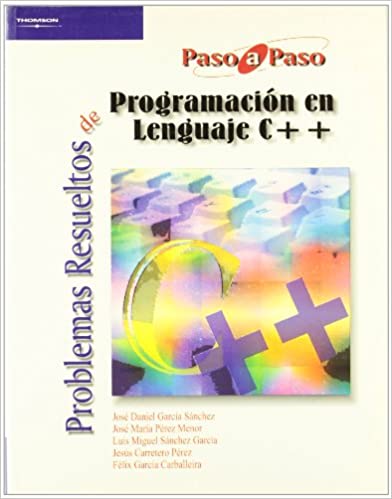 THOMSON
Paso a Paso
Problemas Resueltos de
Programación en
Lenguaje C++
C++
José Daniel García Sánchez
José María Pérez Menor
Luis Miguel Sánchez García
Jesús Carretero Pérez
Félix García Carballeira